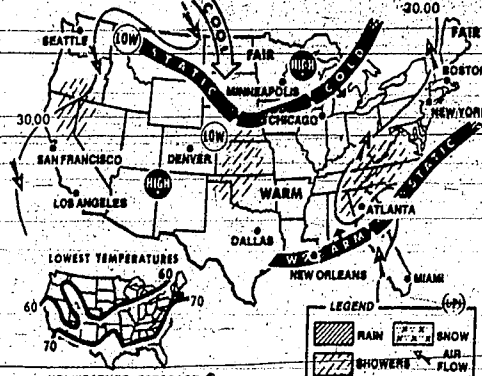 30.00
SEATTLE
LOW
COOL
FAIR
FAIR
HIGH
STATIC
COLD
BOSTON
MINNEAPOLIS
NEW YORK
CHICAGO
30.00
LOW
SAN FRANCISCO
DENVER
STATIC
HIGH
WARM
LOS ANGELES
ATLANTA
DALLAS
WARM
NEW ORLEANS
MIAMI
LOWEST TEMPERATURES
60
60
70
70
LEGEND
UPI
RAIN
SNOW
SHOWERS
AIR
FLOW